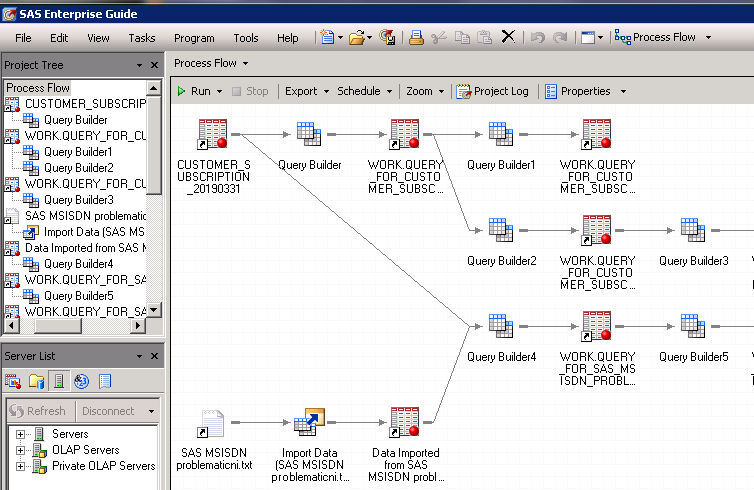 SAS Enterprise Guide
File Edit View Tasks Program Tools Help Process Flow
Project Tree
Process Flow
CUSTOMER_SUBSCRIP
Query Builder
WORK.QUERY_FOR_CU
Query Builder1
Query Builder2
WORK.QUERY_FOR_CU
Query Builder3
SAS MSISDN problematic
Import Data (SAS MS
Data Imported from SAS M
Query Builder4
WORK.QUERY_FOR_SA
Query Builder5
WORK.QUERY_FOR_SA
Server List
Refresh Disconnect
Servers
OLAP Servers
Private OLAP Servers
Process Flow
Run Stop Export Schedule Zoom Project Log Properties
CUSTOMER_S
UBSCRIPTION
_20190331
Query Builder
WORK.QUERY
_FOR_CUSTO
MER_SUBSC...
Query Builder1
WORK.QUERY
_FOR_CUSTO
MER_SUBSC...
Query Builder2
WORK.QUERY
_FOR_CUSTO
MER_SUBSC...
Query Builder3
Query Builder4
WORK.QUERY
_FOR_SAS_MS
ISDN_PROBL...
Query Builder5
SAS MSISDN
problematicni.txt
Import Data
(SAS MSISDN
problematicni.t...
Data Imported
from SAS
MSISDN probl...